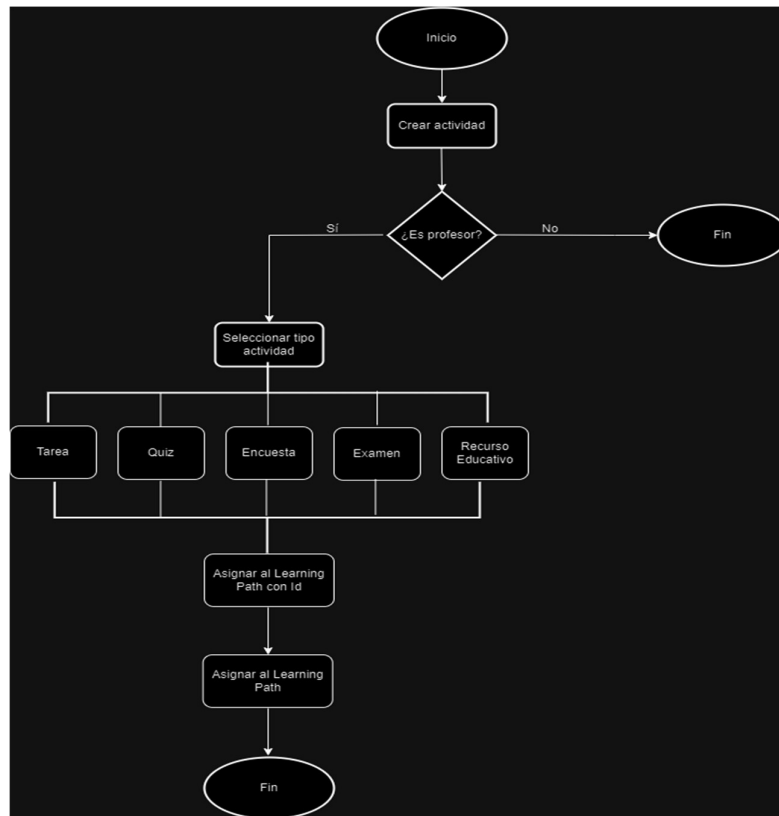 Inicio
Crear actividad
¿Es profesor?
Sí
No
Fin
Seleccionar tipo
actividad
Tarea
Quiz
Encuesta
Examen
Recurso
Educativo
Asignar al Learning
Path con Id
Asignar al Learning
Path
Fin